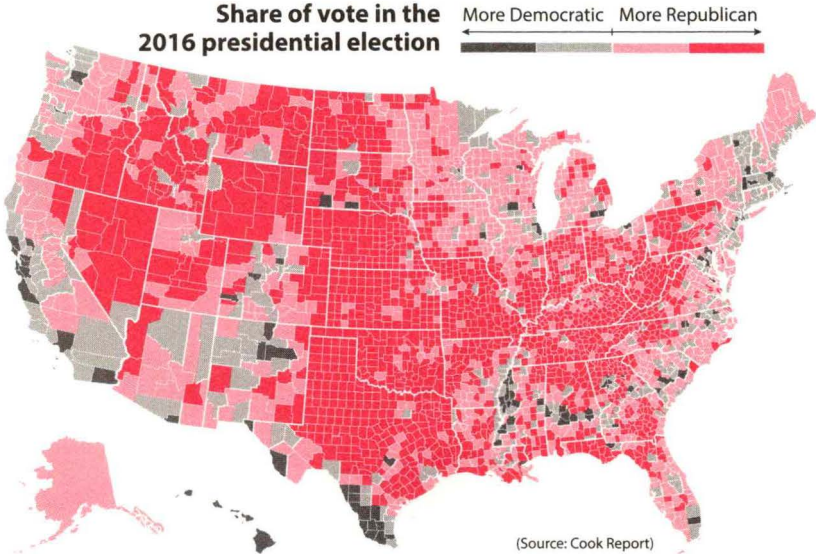 Share of vote in the
2016 presidential election
More Democratic
More Republican
(Source: Cook Report)